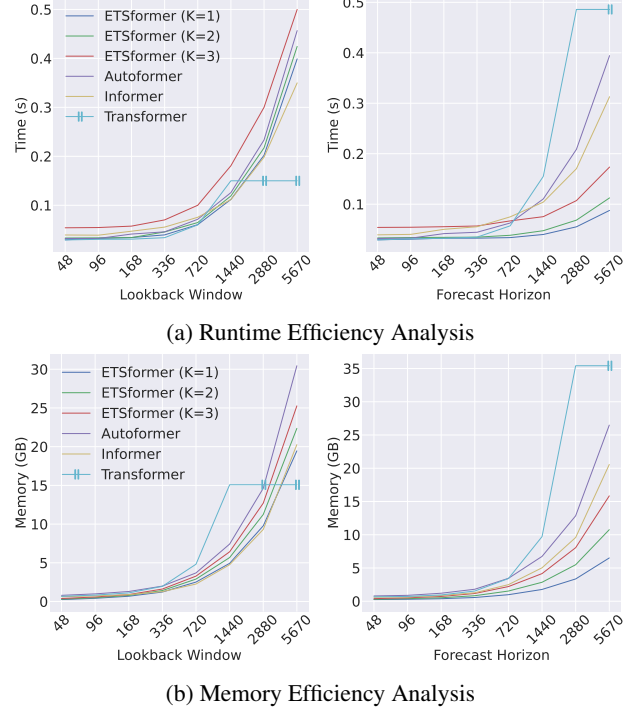 0.5
0.4
0.3
0.2
0.1
Time (s)
ETSformer (K=1)
ETSformer (K=2)
ETSformer (K=3)
Autoformer
Informer
Transformer
48
96
168
336
720
1440
2880
5670
Lookback Window
0.5
0.4
0.3
0.2
0.1
Time (s)
48
96
168
336
720
1440
2880
5670
Forecast Horizon
(a) Runtime Efficiency Analysis
30
25
20
15
10
5
0
Memory (GB)
ETSformer (K=1)
ETSformer (K=2)
ETSformer (K=3)
Autoformer
Informer
Transformer
48
96
168
336
720
1440
2880
5670
Lookback Window
35
30
25
20
15
10
5
0
Memory (GB)
48
96
168
336
720
1440
2880
5670
Forecast Horizon
(b) Memory Efficiency Analysis